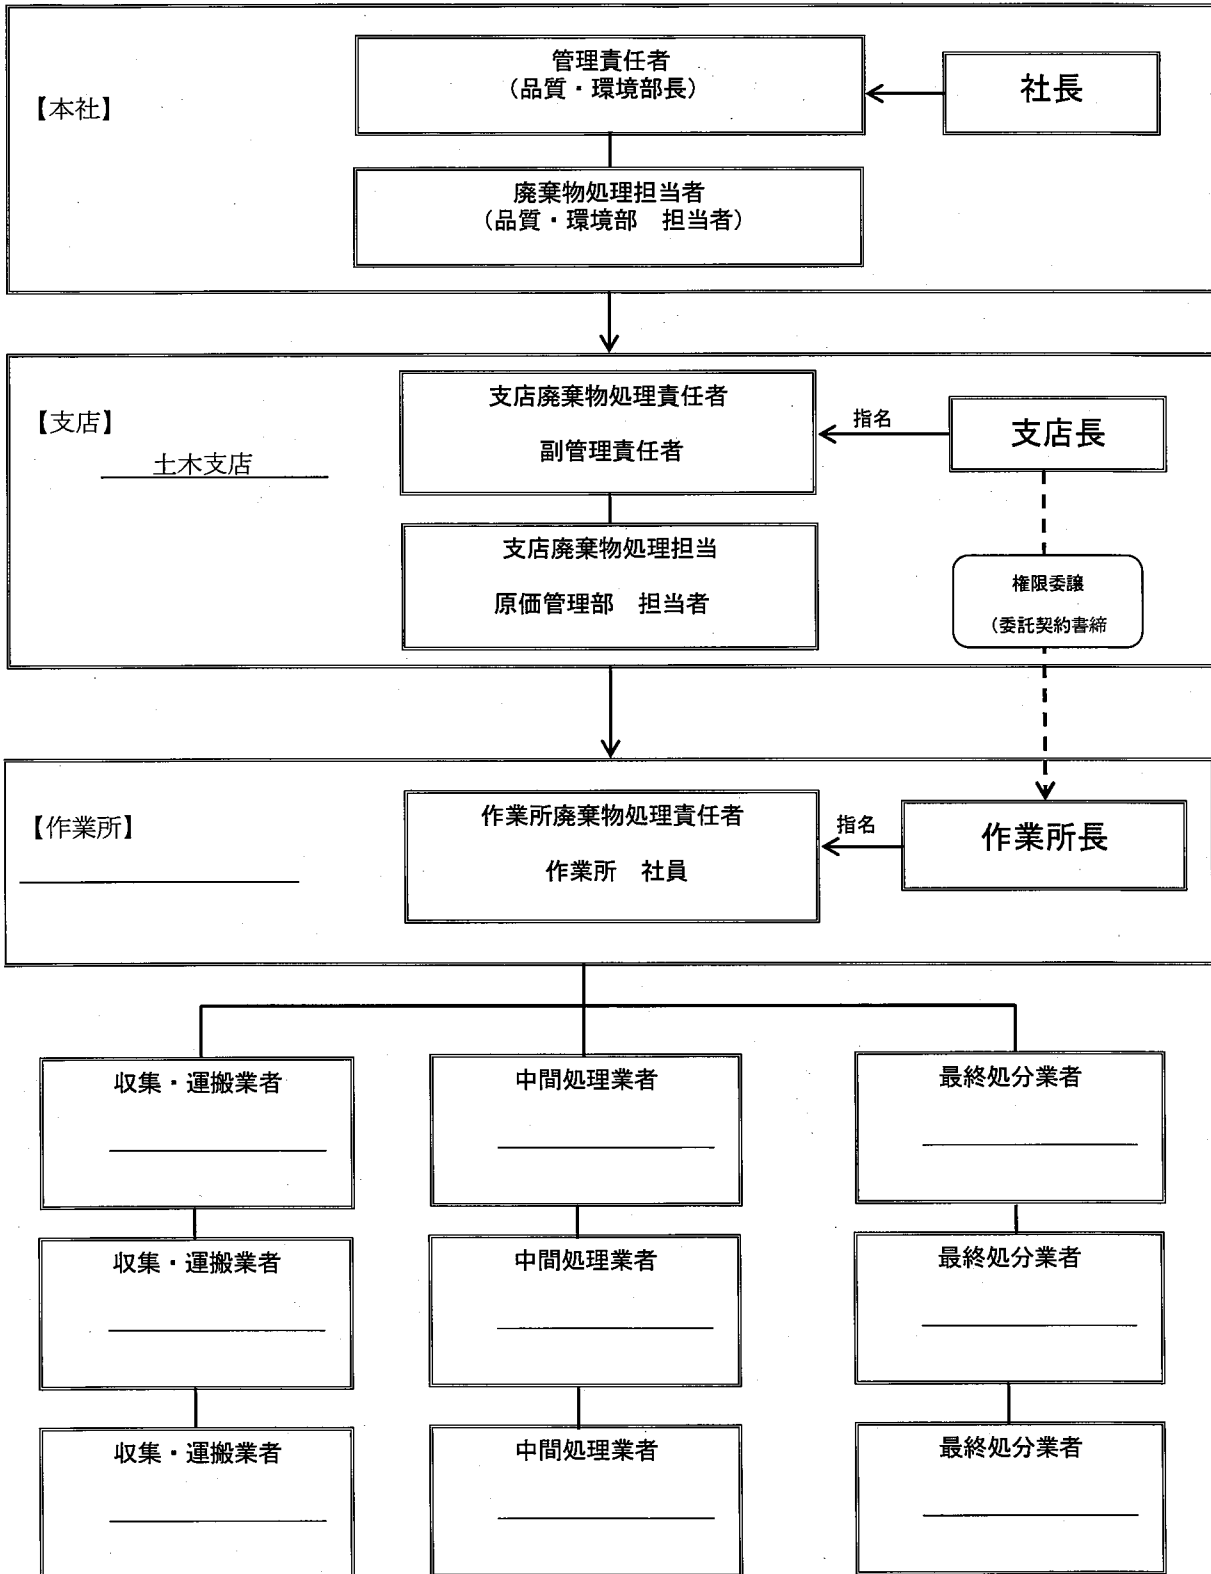 管理責任者
(品質・環境部長)
社長
【本社】
廃棄物処理担当者
(品質・環境部　担当者)
【支店】
土木支店
支店廃棄物処理責任者
副管理責任者
指名
支店長
支店廃棄物処理担当
原価管理部　担当者
権限委譲
(委託契約書締
【作業所】
作業所廃棄物処理責任者
作業所　社員
指名
作業所長
収集・運搬業者
中間処理業者
最終処分業者
収集・運搬業者
中間処理業者
最終処分業者
収集・運搬業者
中間処理業者
最終処分業者